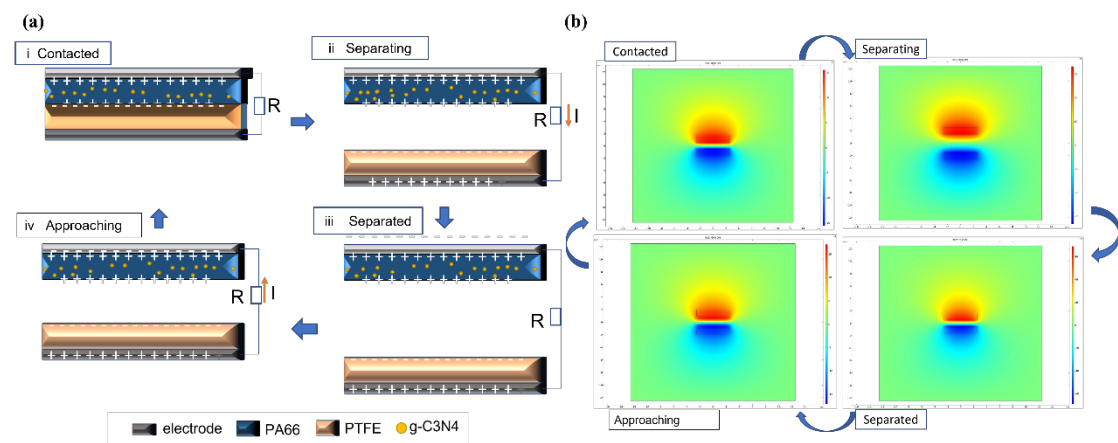 (a)
i Contacted
R
ii Separating
R
I
iv Approaching
R
I
iii Separated
R
electrode PA66 PTFE g-C3N4
(b)
Contacted
Separating
Approaching
Separated